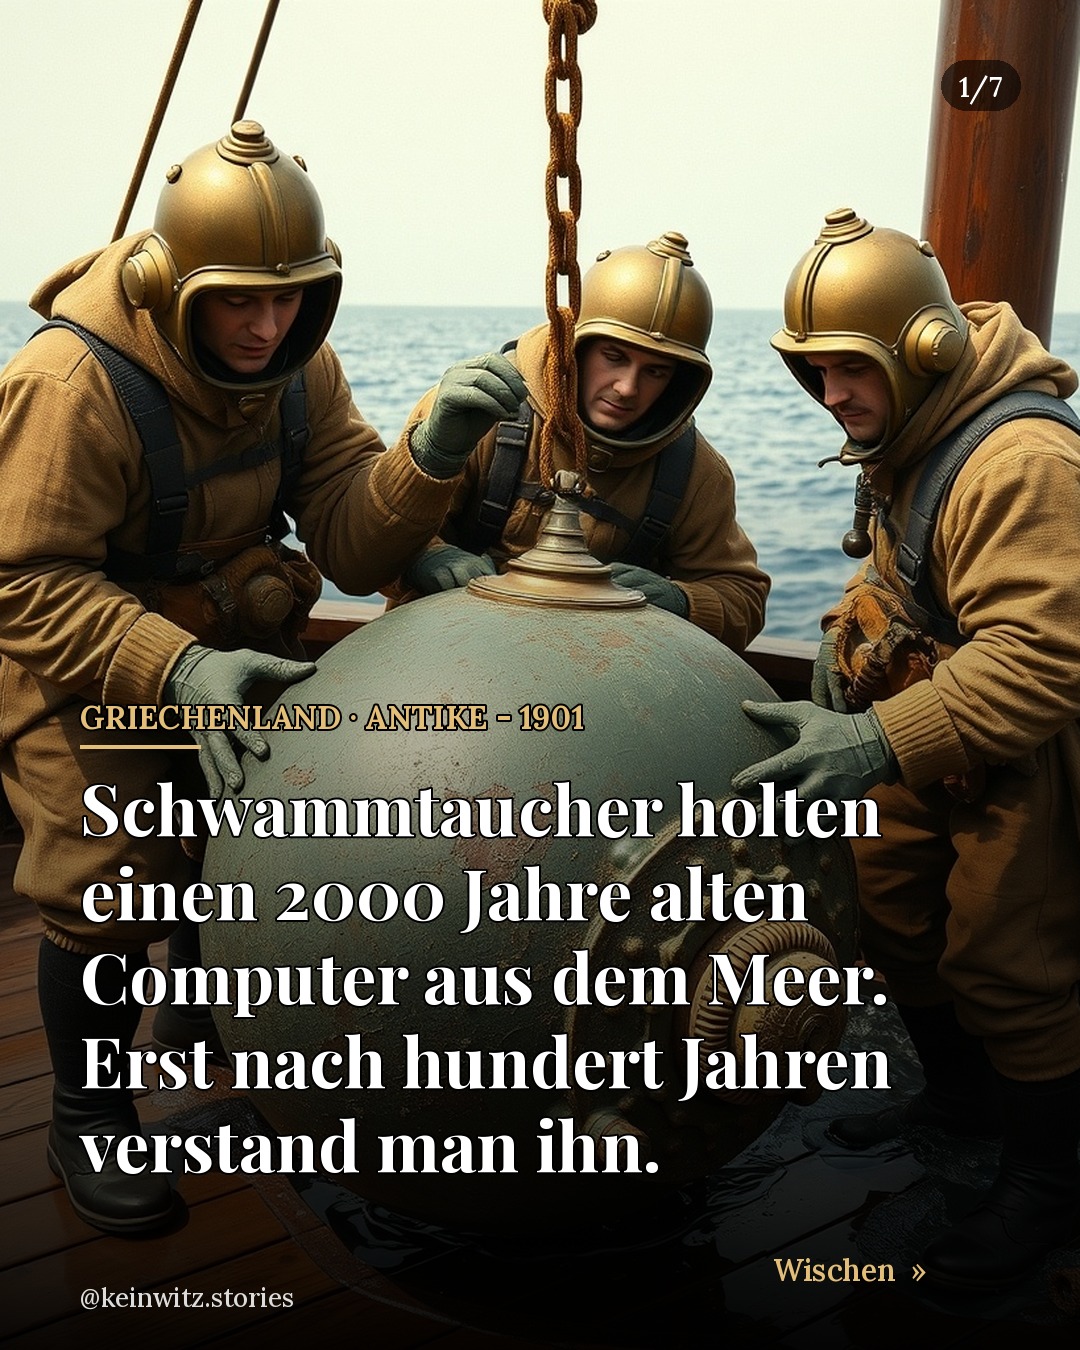 1/7
GRIECHENLAND · ANTIKE – 1901
Schwammtaucher holten
einen 2000 Jahre alten
Computer aus dem Meer.
Erst nach hundert Jahren
verstand man ihn.
Wischen »
@keinwitz.stories